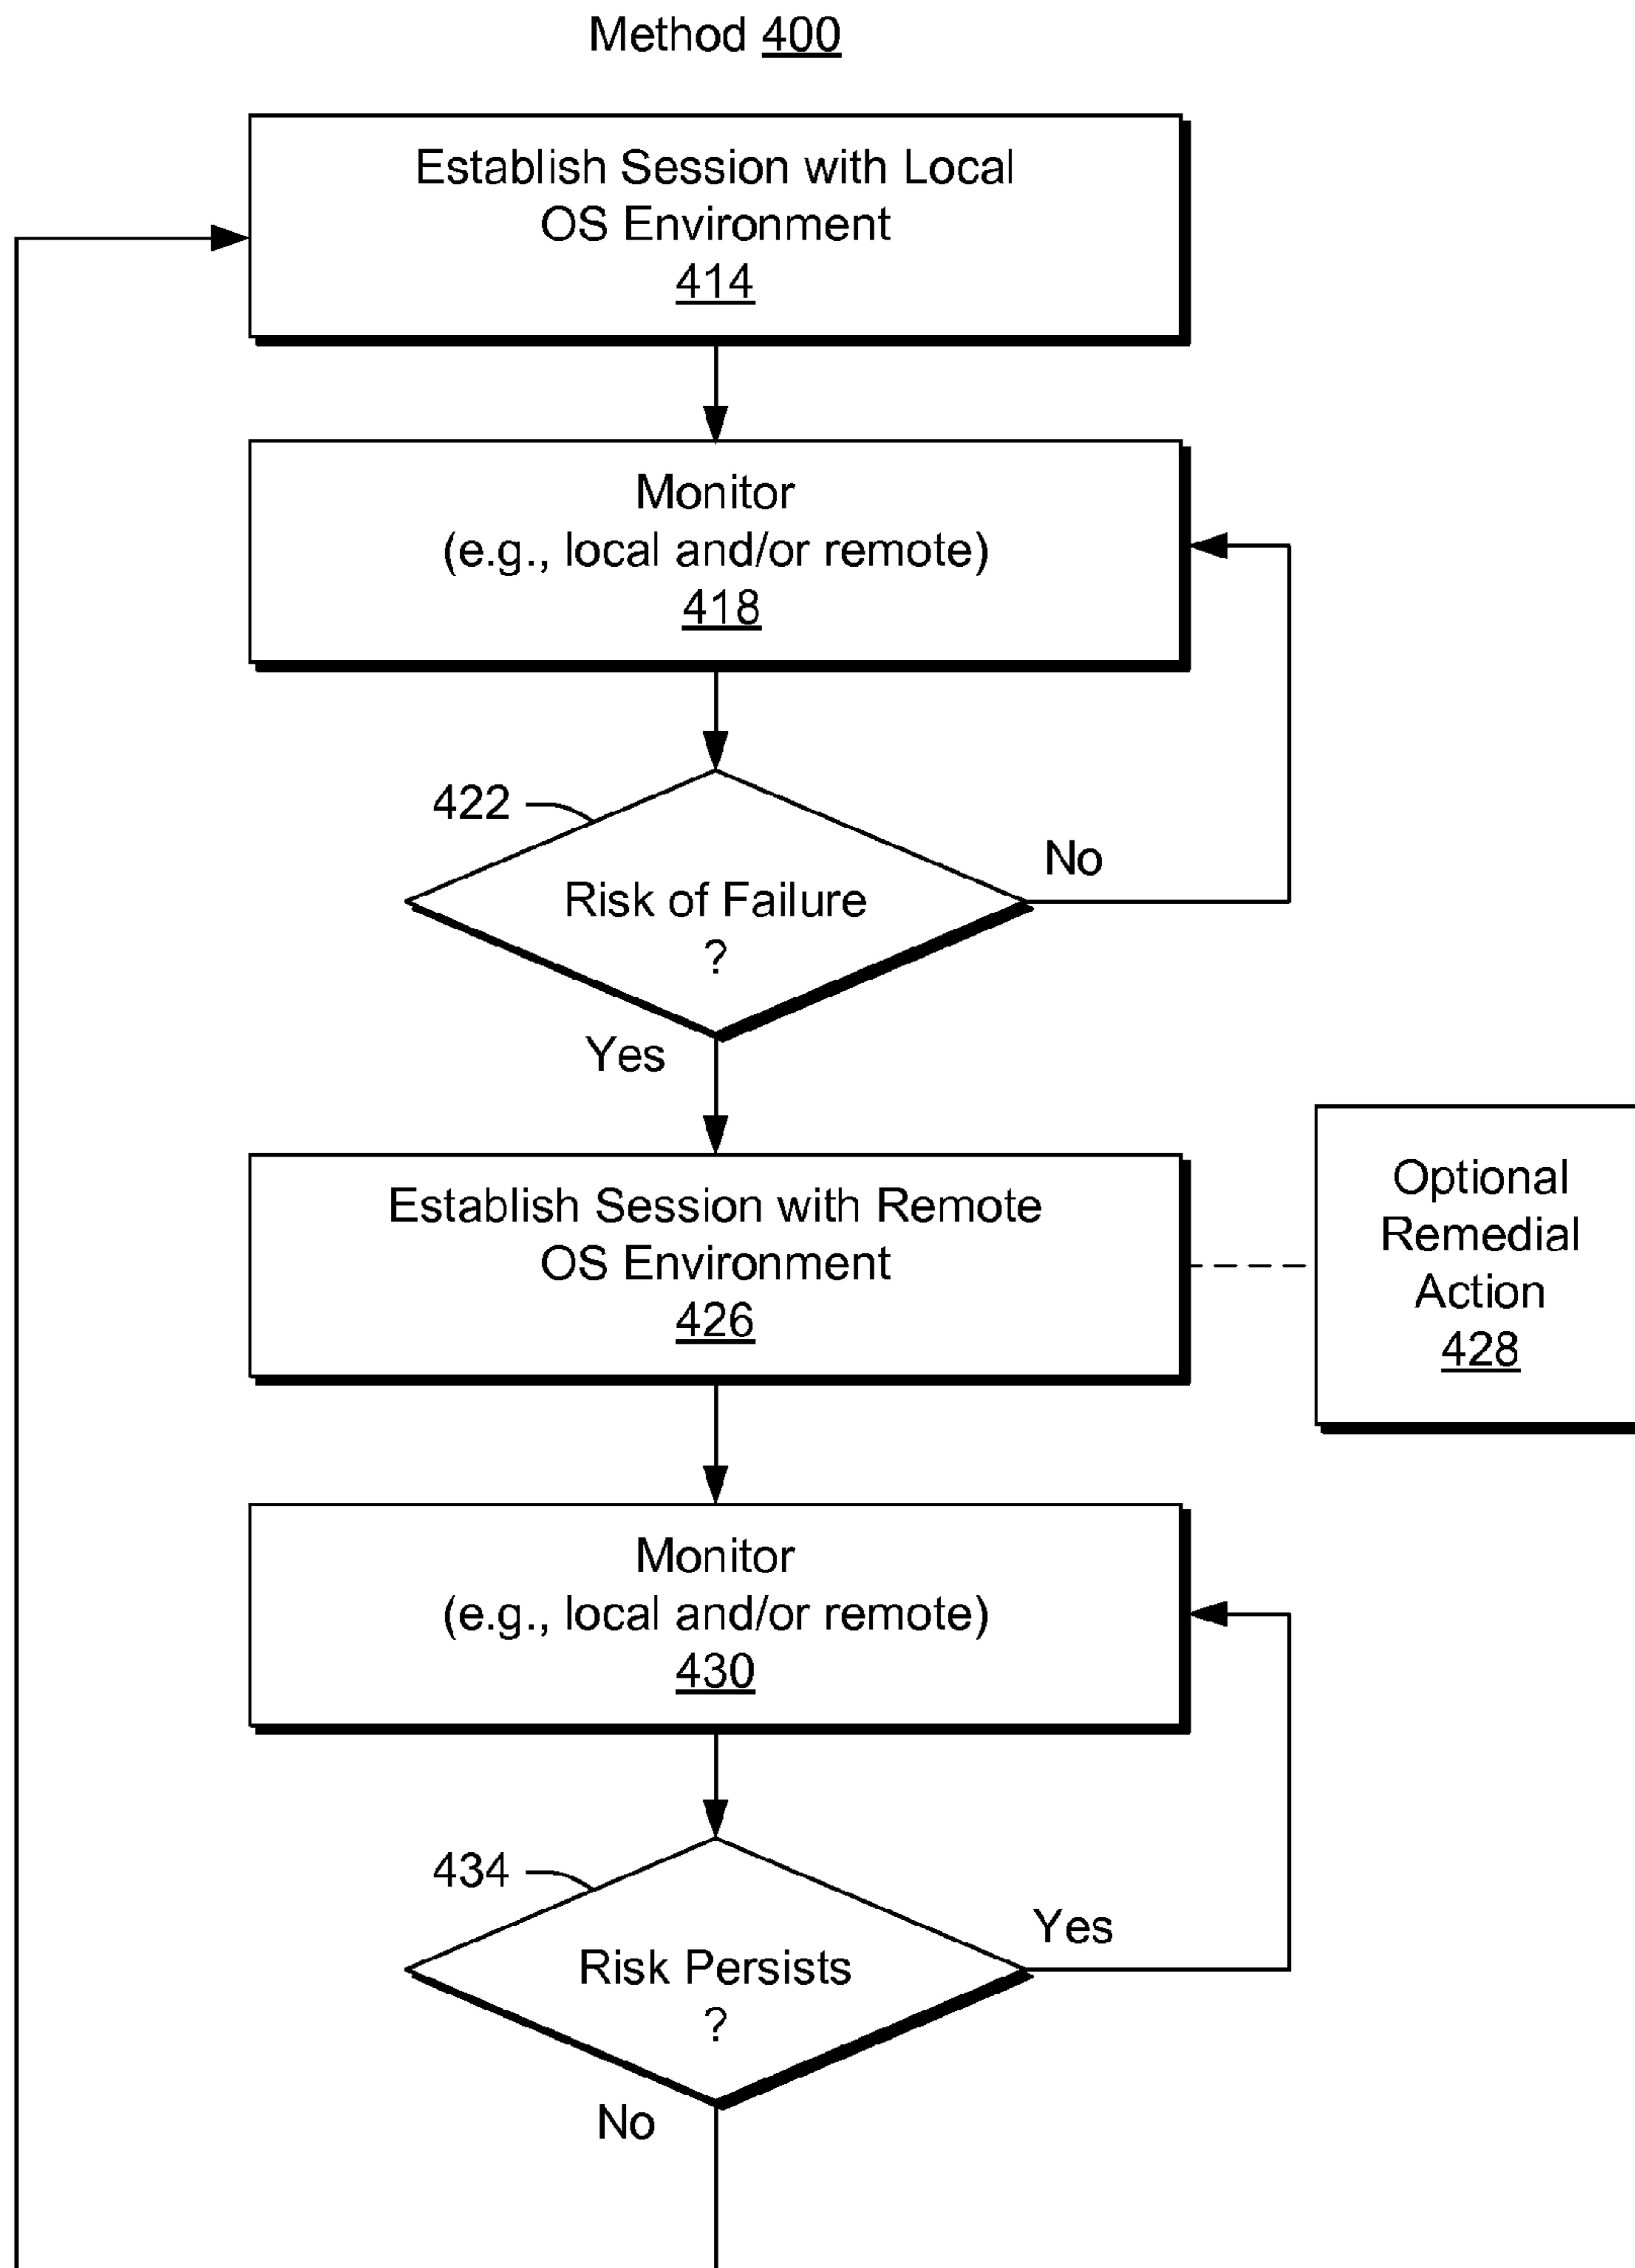 Method 400
Establish Session with Local
OS Environment
414
Monitor
(e.g., local and/or remote)
418
422
No
Risk of Failure
?
Yes
Establish Session with Remote
OS Environment
426
Optional
Remedial
Action
428
Monitor
(e.g., local and/or remote)
430
434
Yes
Risk Persists
?
No